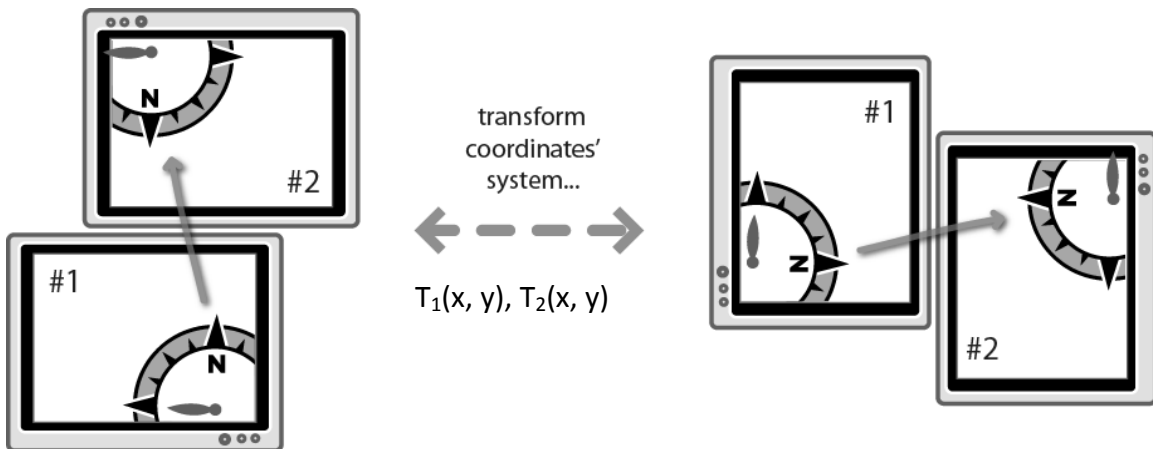 N
#2
#1
N
transform
coordinates'
system...
T₁(x, y), T₂(x, y)
#1
N
N
#2